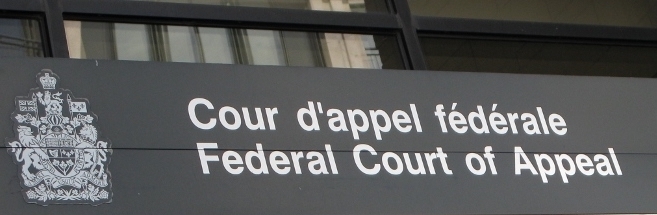 Cour d'appel fédérale
Federal Court of Appeal